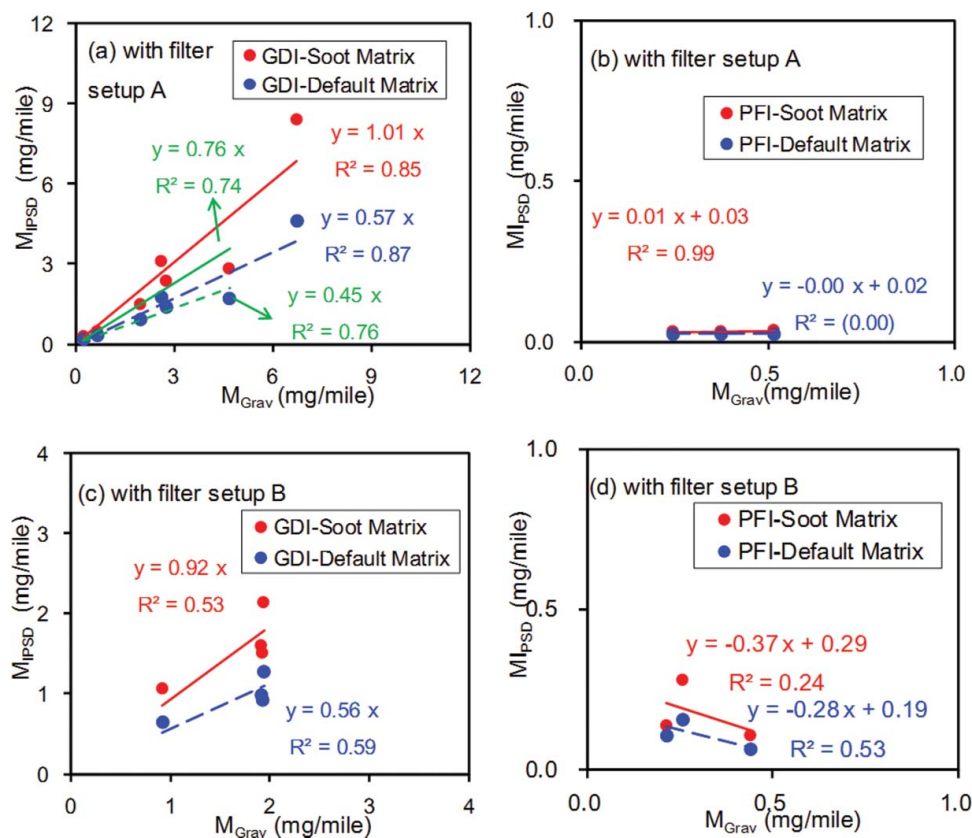 12
9
6
3
0
M_IPSD (mg/mile)
(a) with filter
setup A
GDI-Soot Matrix
GDI-Default Matrix
y = 0.76 x
R² = 0.74
y = 1.01 x
R² = 0.85
y = 0.57 x
R² = 0.87
y = 0.45 x
R² = 0.76
0 3 6 9 12
M_Grav (mg/mile)
1.0
0.5
0.0
MI_PSD (mg/mile)
(b) with filter setup A
PFI-Soot Matrix
PFI-Default Matrix
y = 0.01 x + 0.03
R² = 0.99
y = -0.00 x + 0.02
R² = (0.00)
0.0 0.5 1.0
M_Grav(mg/mile)
4
3
2
1
0
M_IPSD (mg/mile)
(c) with filter setup B
GDI-Soot Matrix
GDI-Default Matrix
y = 0.92 x
R² = 0.53
y = 0.56 x
R² = 0.59
0 1 2 3 4
M_Grav (mg/mile)
1.0
0.5
0.0
MI_PSD (mg/mile)
(d) with filter setup B
PFI-Soot Matrix
PFI-Default Matrix
y = -0.37 x + 0.29
R² = 0.24
y = -0.28 x + 0.19
R² = 0.53
0.0 0.5 1.0
M_Grav (mg/mile)